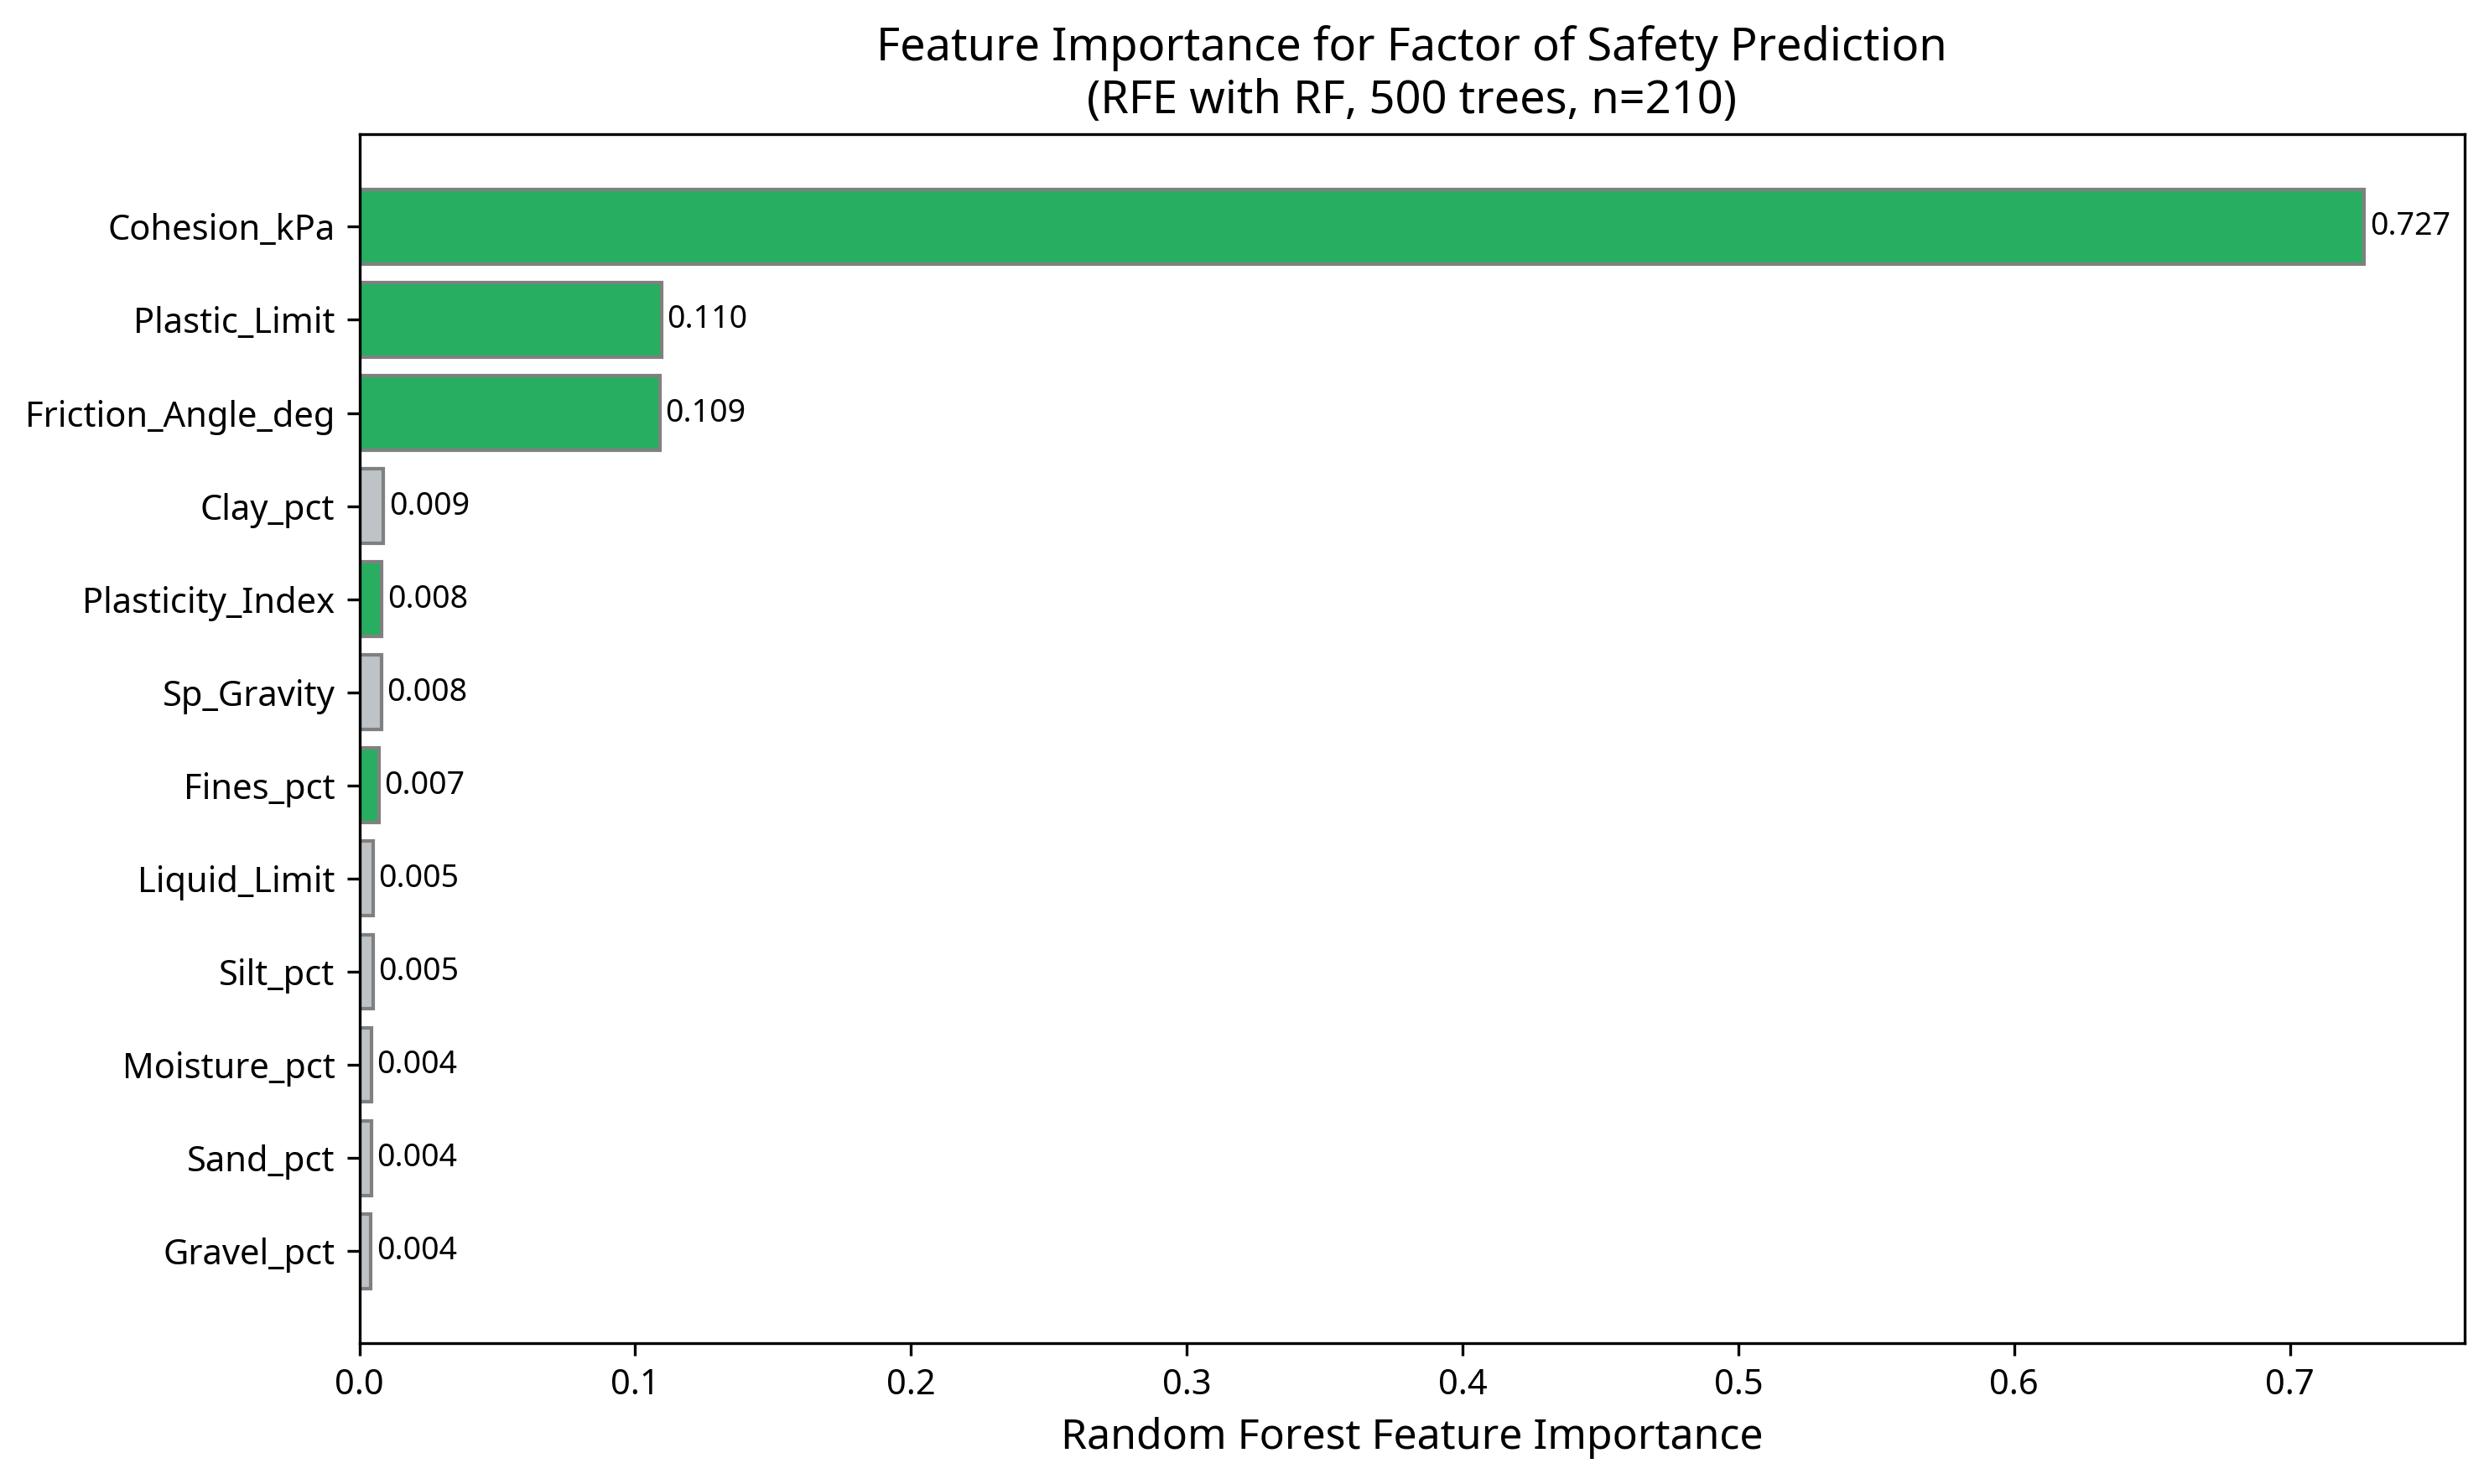 Feature Importance for Factor of Safety Prediction
(RFE with RF, 500 trees, n=210)
Cohesion_kPa 0.727
Plastic_Limit 0.110
Friction_Angle_deg 0.109
Clay_pct 0.009
Plasticity_Index 0.008
Sp_Gravity 0.008
Fines_pct 0.007
Liquid_Limit 0.005
Silt_pct 0.005
Moisture_pct 0.004
Sand_pct 0.004
Gravel_pct 0.004
0.0 0.1 0.2 0.3 0.4 0.5 0.6 0.7
Random Forest Feature Importance